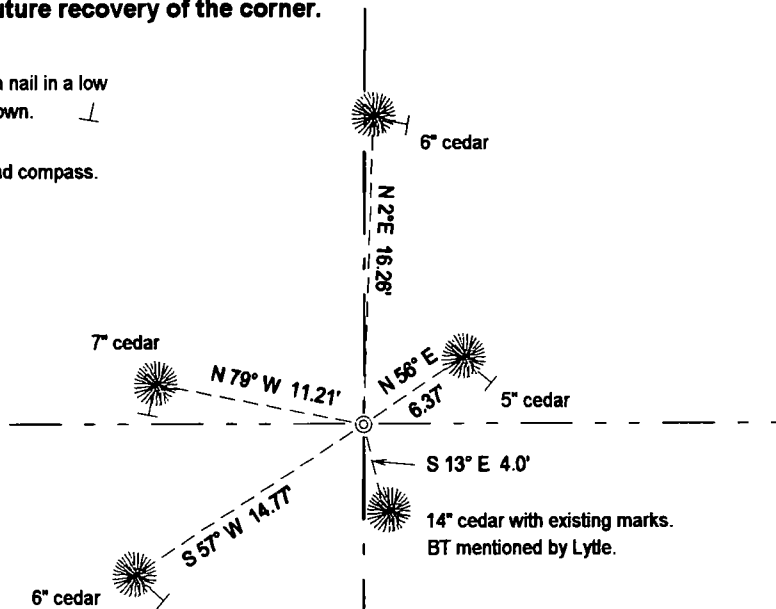 uture recovery of the corner.
a nail in a low
own.
nd compass.
6" cedar
N 2°E 16.26'
7" cedar
N 79° W 11.21'
N 56° E
6.37'
5" cedar
S 13° E 4.0'
S 57° W 14.77'
14" cedar with existing marks.
BT mentioned by Lytle.
6" cedar